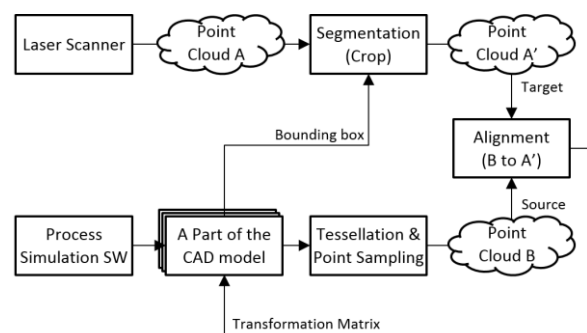 Laser Scanner
Point
Cloud A
Segmentation
(Crop)
Point
Cloud A’
Target
Bounding box
Alignment
(B to A’)
Source
Process
Simulation SW
A Part of the
CAD model
Tessellation &
Point Sampling
Point
Cloud B
Transformation Matrix